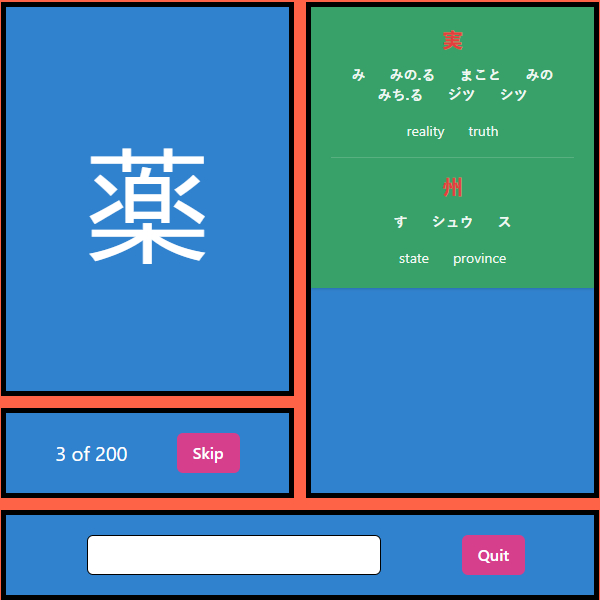 薬
3 of 200
Skip
実
み みの.る まこと みの
みち.る ジツ シツ
reality truth
州
す シュウ ス
state province
Quit